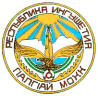 РЕСПУБЛИКА ИНГУШЕТИЯ
ГIАЛГIАЙ МОХК